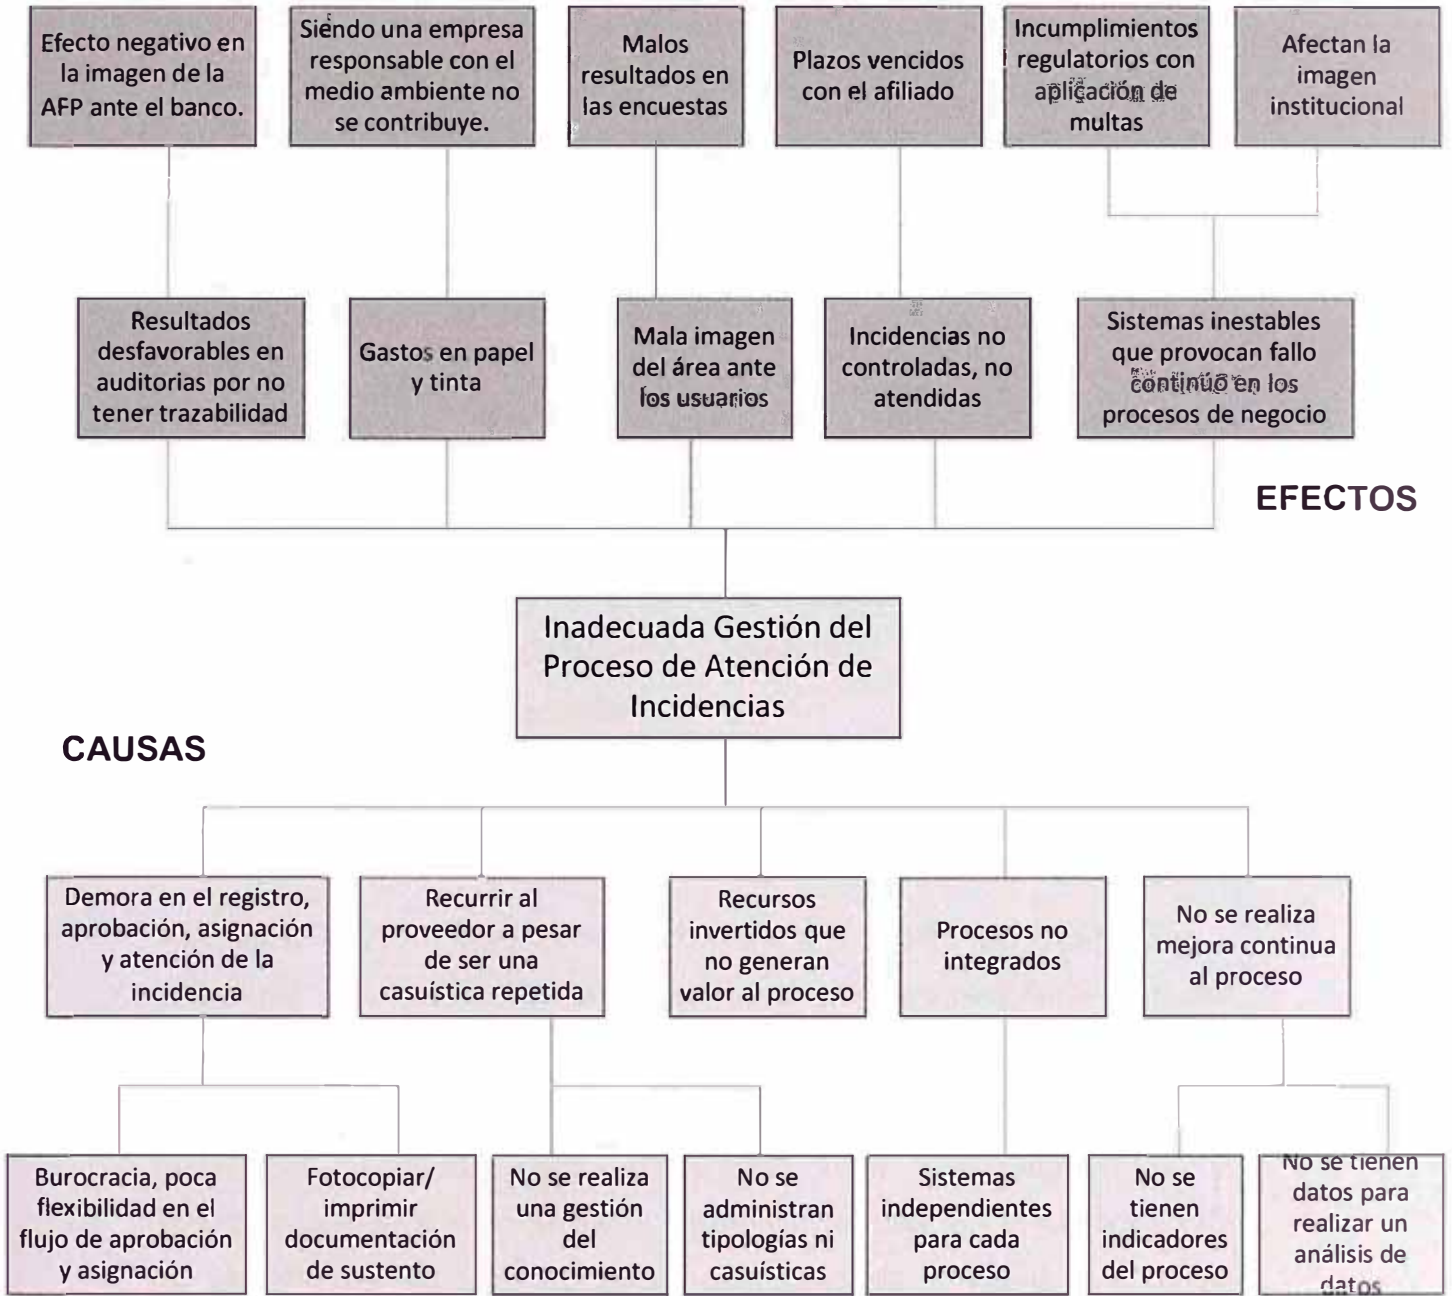 Efecto negativo en
la imagen de la
AFP ante el banco.
Siendo una empresa
responsable con el
medio ambiente no
se contribuye.
Malos
resultados en
las encuestas
Plazos vencidos
con el afiliado
Incumplimientos
regulatorios con
aplicación de
multas
Afectan la
imagen
institucional
Resultados
desfavorables en
auditorias por no
tener trazabilidad
Gastos en papel
y tinta
Mala imagen
del área ante
los usuarios
Incidencias no
controladas, no
atendidas
Sistemas inestables
que provocan fallo
continúo en los
procesos de negocio
EFECTOS
Inadecuada Gestión del
Proceso de Atención de
Incidencias
CAUSAS
Demora en el registro,
aprobación, asignación
y atención de la
incidencia
Recurrir al
proveedor a pesar
de ser una
casuística repetida
Recursos
invertidos que
no generan
valor al proceso
Procesos no
integrados
No se realiza
mejora continua
al proceso
Burocracia, poca
flexibilidad en el
flujo de aprobación
y asignación
Fotocopiar/
imprimir
documentación
de sustento
No se realiza
una gestión
del
conocimiento
No se
administran
tipologías ni
casuísticas
Sistemas
independientes
para cada
proceso
No se
tienen
indicadores
del proceso
No se tienen
datos para
realizar un
análisis de
datos